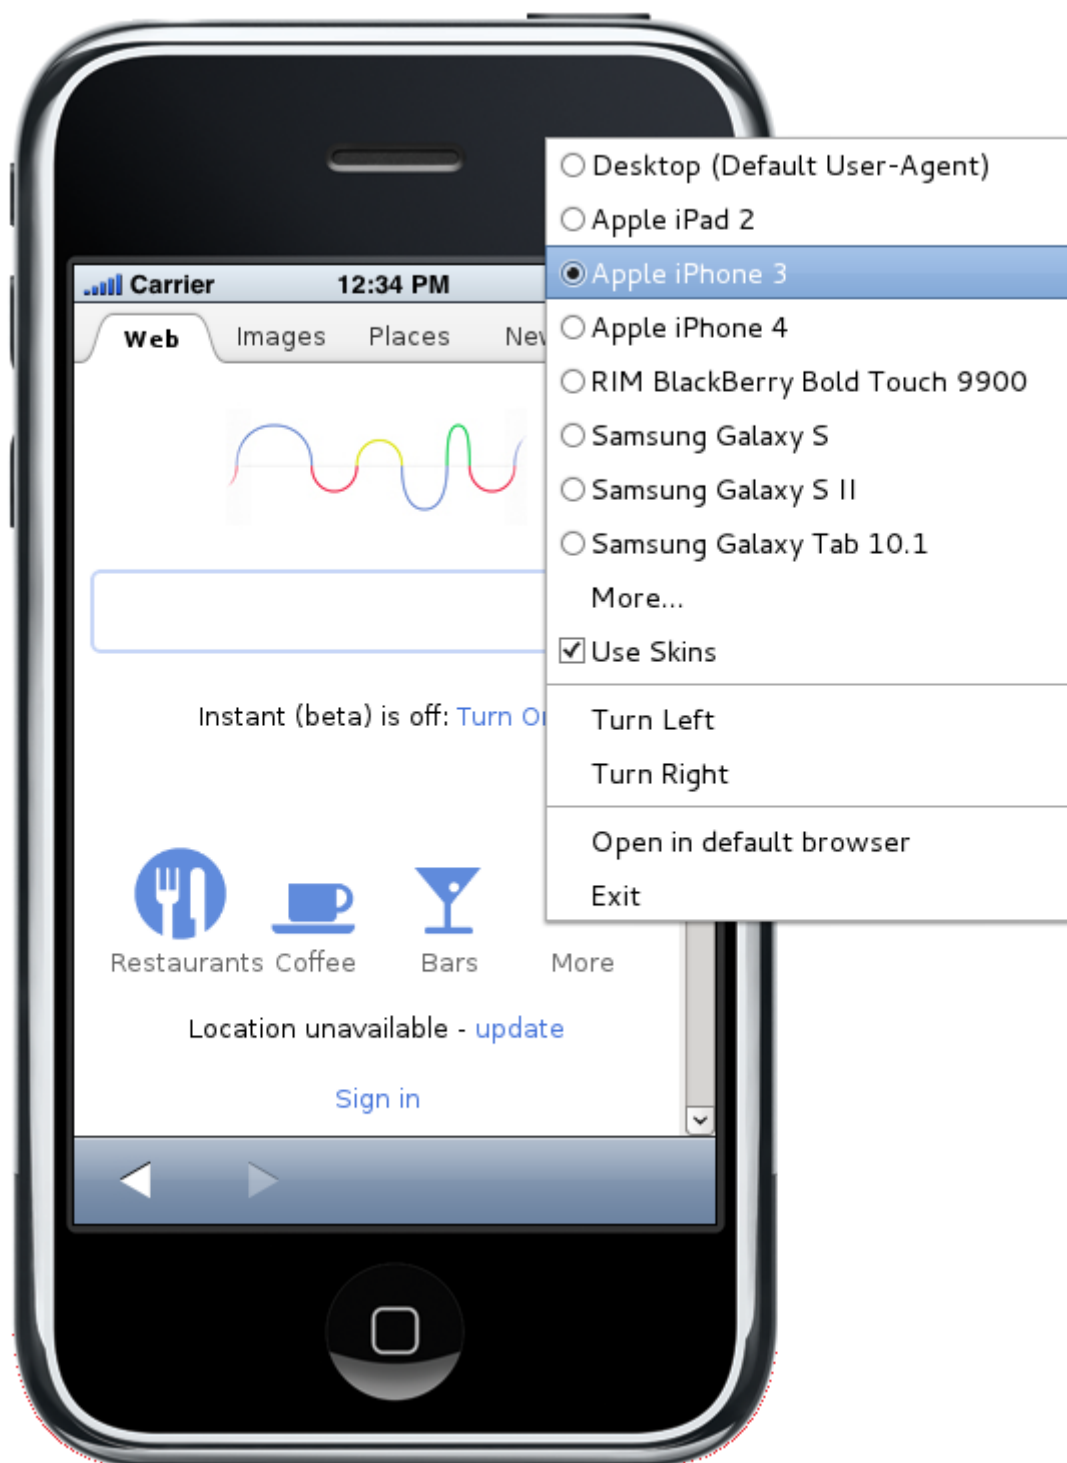 Carrier 12:34 PM
Web Images Places
Instant (beta) is off: Turn
Restaurants Coffee Bars More
Location unavailable - update
Sign in
Desktop (Default User-Agent)
Apple iPad 2
Apple iPhone 3
Apple iPhone 4
RIM BlackBerry Bold Touch 9900
Samsung Galaxy S
Samsung Galaxy S II
Samsung Galaxy Tab 10.1
More...
Use Skins
Turn Left
Turn Right
Open in default browser
Exit